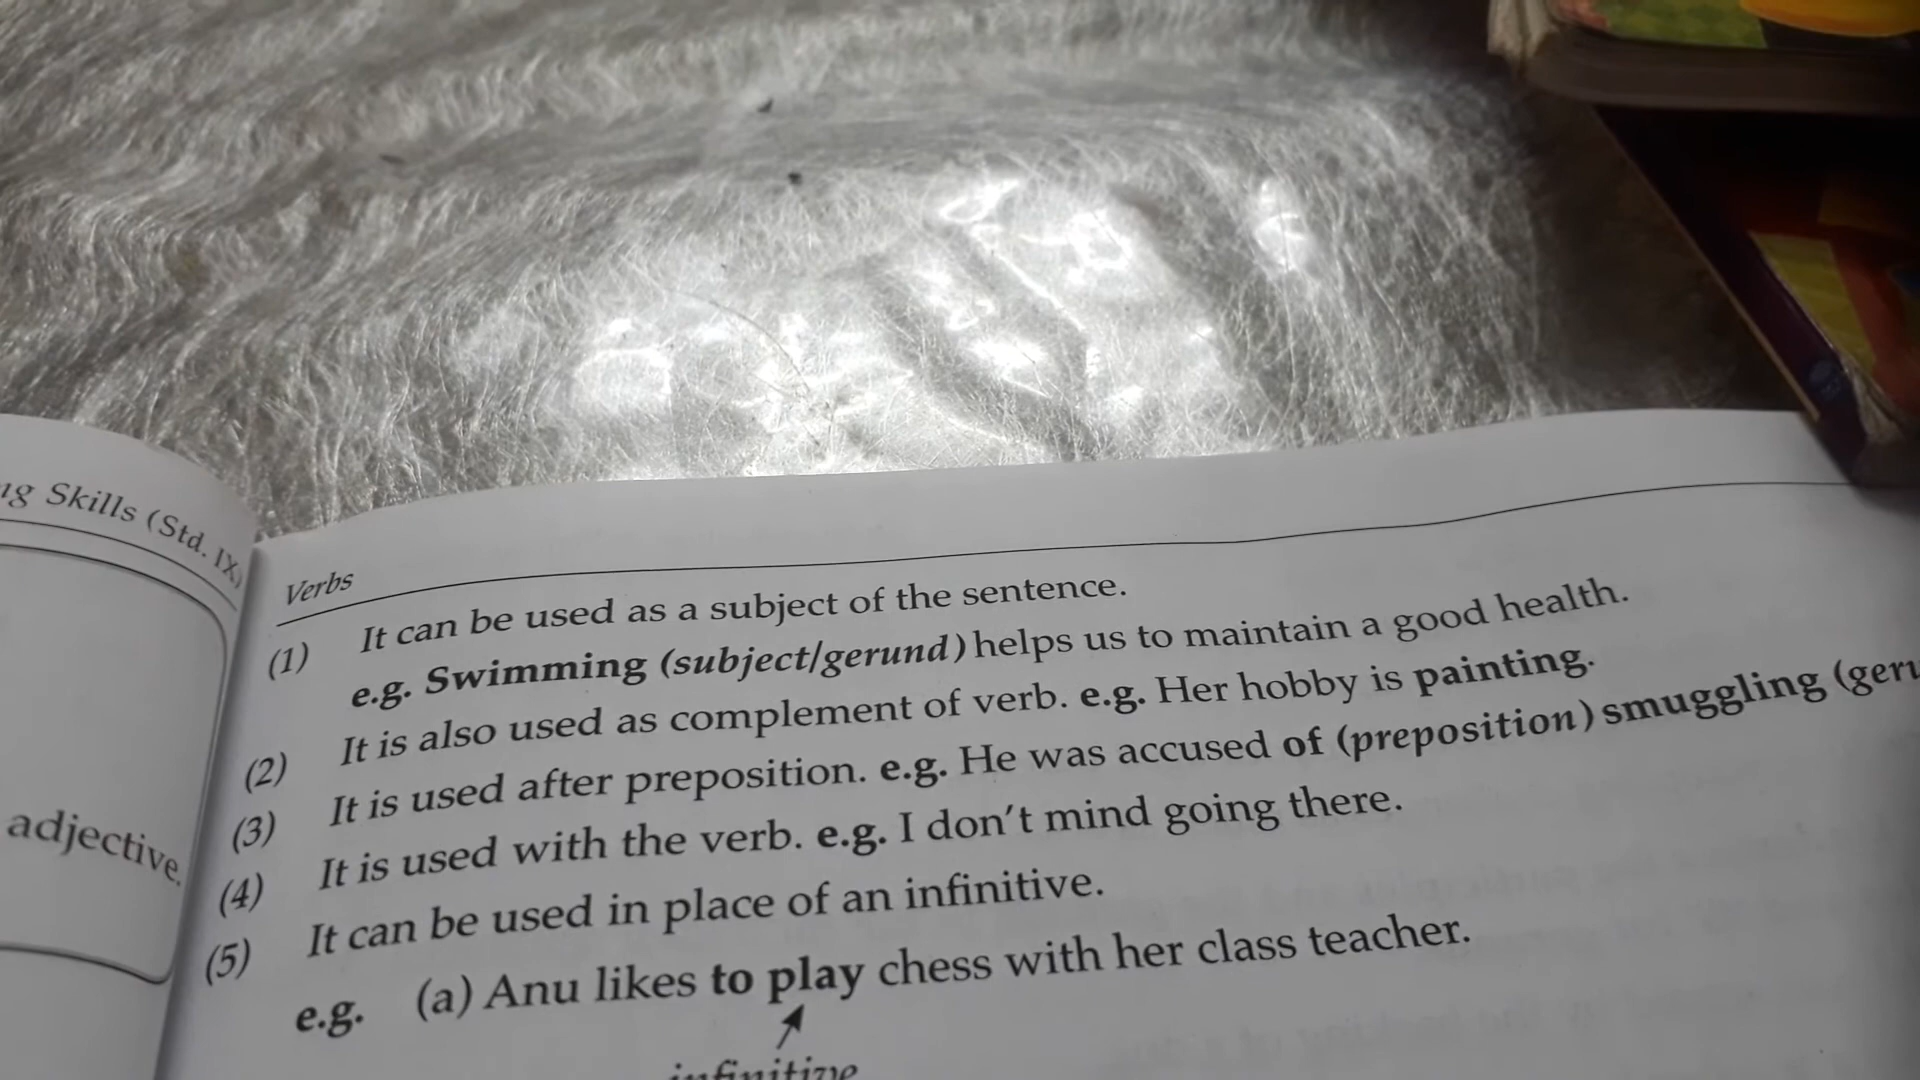 Skills (Std. IX)
adjective.
Verbs
(1) It can be used as a subject of the sentence.
e.g. Swimming (subject/gerund) helps us to maintain a good health.
(2) It is also used as complement of verb. e.g. Her hobby is painting.
(3) It is used after preposition. e.g. He was accused of (preposition) smuggling
(4) It is used with the verb. e.g. I don't mind going there.
(5) It can be used in place of an infinitive.
e.g. (a) Anu likes to play chess with her class teacher.
infinitive